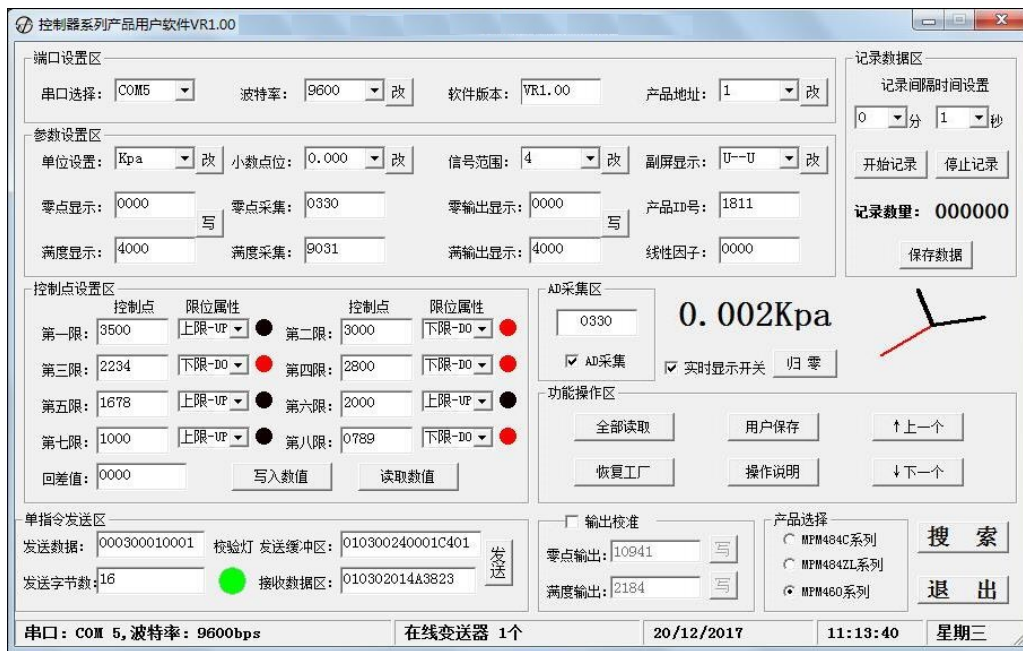 控制器系列产品用户软件VR1.00
端口设置区
串口选择: COM5 波特率: 9600 改 软件版本: VR1.00 产品地址: 1 改
参数设置区
单位设置: Kpa 改 小数点位: 0.000 改 信号范围: 4 改 副屏显示: U--U 改
零点显示: 0000 写 零点采集: 0330 零输出显示: 0000 写 产品ID号: 1811
满度显示: 4000 满度采集: 9031 满输出显示: 4000 线性因子: 0000
记录数据区
记录间隔时间设置
0 分 1 秒
开始记录 停止记录
记录数量: 000000
保存数据
控制点设置区
控制点 限位属性 控制点 限位属性
第一限: 3500 上限-UP 第二限: 3000 下限-DO
第三限: 2234 下限-DO 第四限: 2800 下限-DO
第五限: 1678 上限-UP 第六限: 2000 上限-UP
第七限: 1000 上限-UP 第八限: 0789 下限-DO
回差值: 0000 写入数值 读取数值
AD采集区
0330
AD采集
0.002Kpa
实时显示开关 归 零
功能操作区
全部读取 用户保存 ↑上一个
恢复工厂 操作说明 ↓下一个
单指令发送区
发送数据: 000300010001 校验灯 发送缓冲区: 010300240001C401 发送
发送字节数: 16 接收数据区: 010302014A3823
输出校准
零点输出: 10941 写
满度输出: 2184 写
产品选择
MPM484C系列
MPM484ZL系列
MPM460系列
搜 索
退 出
串口: COM 5,波特率: 9600bps 在线变送器 1个 20/12/2017 11:13:40 星期三